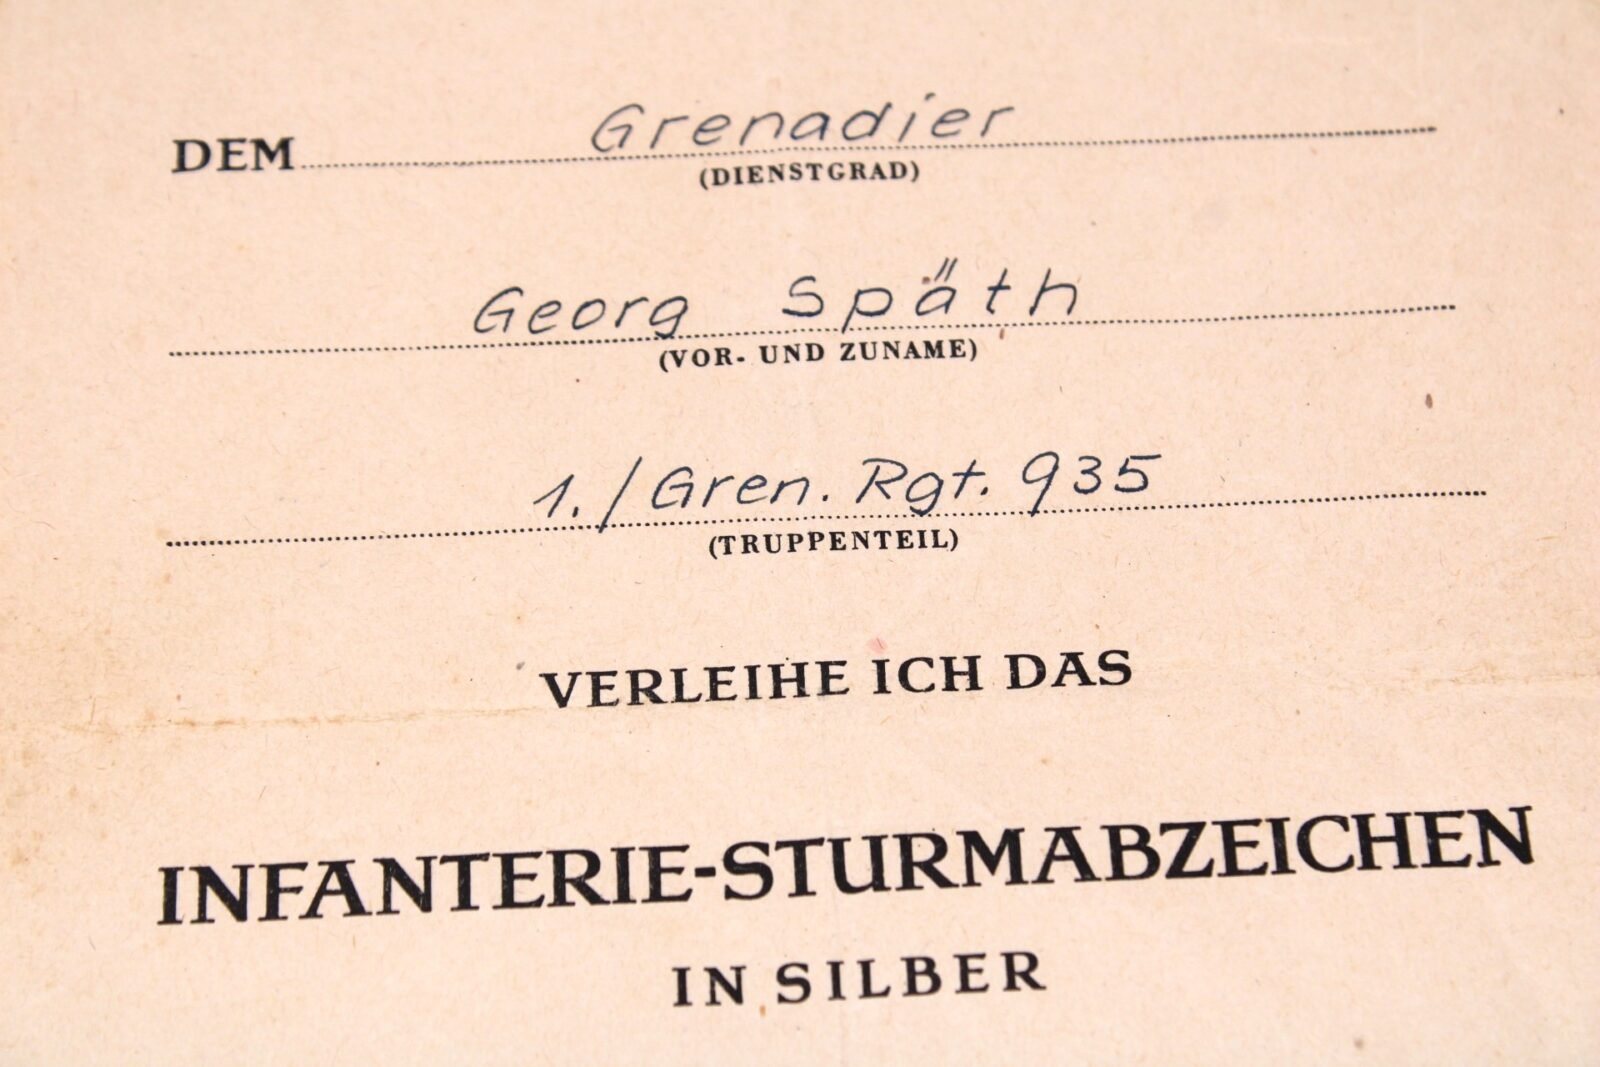 DEM Grenadier
(DIENSTGRAD)
Georg Späth
(VOR- UND ZUNAME)
1./Gren. Rgt. 935
(TRUPPENTEIL)
VERLEIHE ICH DAS
INFANTERIE-STURMABZEICHEN
IN SILBER